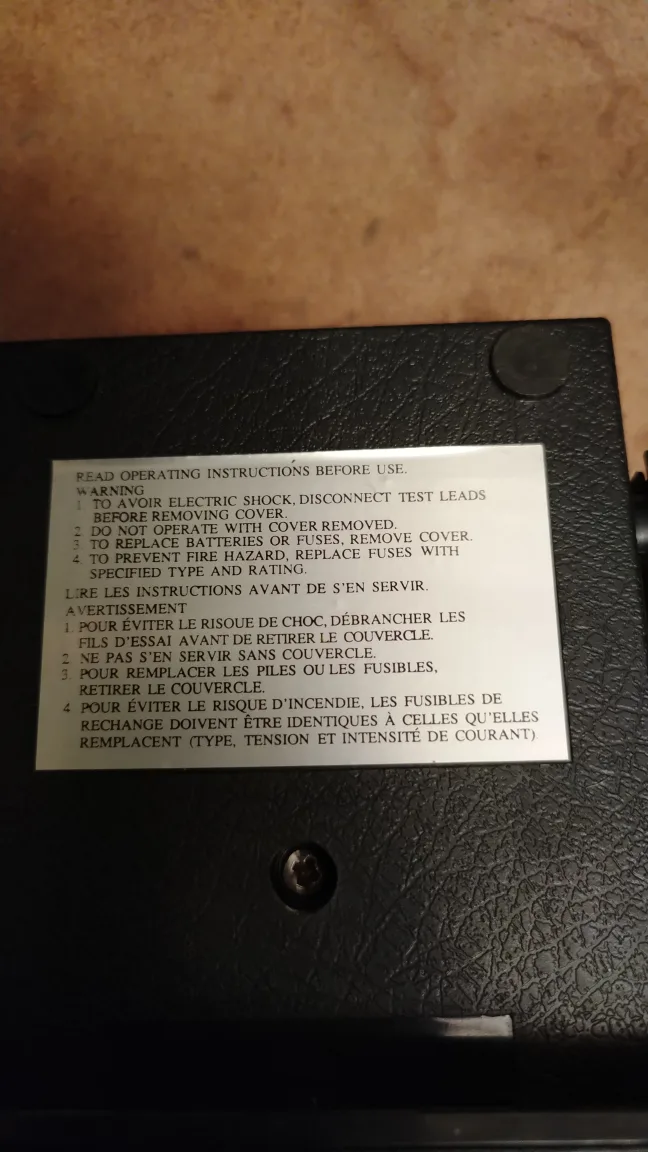 READ OPERATING INSTRUCTIONS BEFORE USE.
WARNING
1. TO AVOIR ELECTRIC SHOCK, DISCONNECT TEST LEADS
BEFORE REMOVING COVER.
2. DO NOT OPERATE WITH COVER REMOVED.
3. TO REPLACE BATTERIES OR FUSES, REMOVE COVER.
4. TO PREVENT FIRE HAZARD, REPLACE FUSES WITH
SPECIFIED TYPE AND RATING.
LIRE LES INSTRUCTIONS AVANT DE S'EN SERVIR.
AVERTISSEMENT
1. POUR ÉVITER LE RISOUE DE CHOC, DÉBRANCHER LES
FILS D'ESSAI AVANT DE RETIRER LE COUVERCLE.
2. NE PAS S'EN SERVIR SANS COUVERCLE.
3. POUR REMPLACER LES PILES OU LES FUSIBLES,
RETIRER LE COUVERCLE.
4. POUR ÉVITER LE RISQUE D'INCENDIE, LES FUSIBLES DE
RECHANGE DOIVENT ÊTRE IDENTIQUES À CELLES QU'ELLES
REMPLACENT (TYPE, TENSION ET INTENSITÉ DE COURANT).